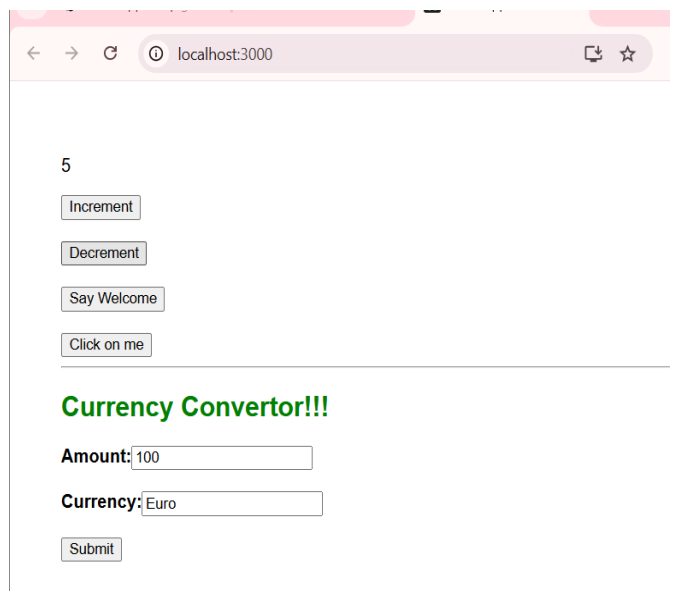 localhost:3000
5
Increment
Decrement
Say Welcome
Click on me
Currency Convertor!!!
Amount:100
Currency:Euro
Submit